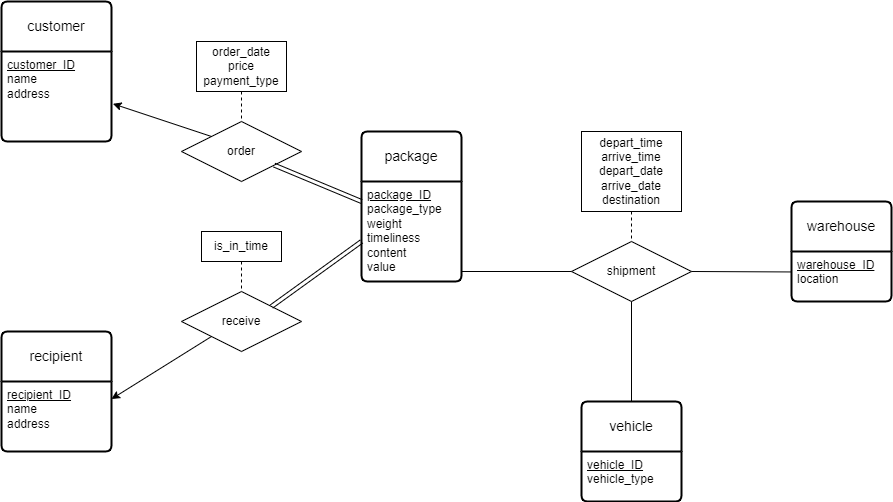 customer
customer_ID
name
address
order_date
price
payment_type
order
package
package_ID
package_type
weight
timeliness
content
value
depart_time
arrive_time
depart_date
arrive_date
destination
shipment
warehouse
warehouse_ID
location
is_in_time
receive
recipient
recipient_ID
name
address
vehicle
vehicle_ID
vehicle_type